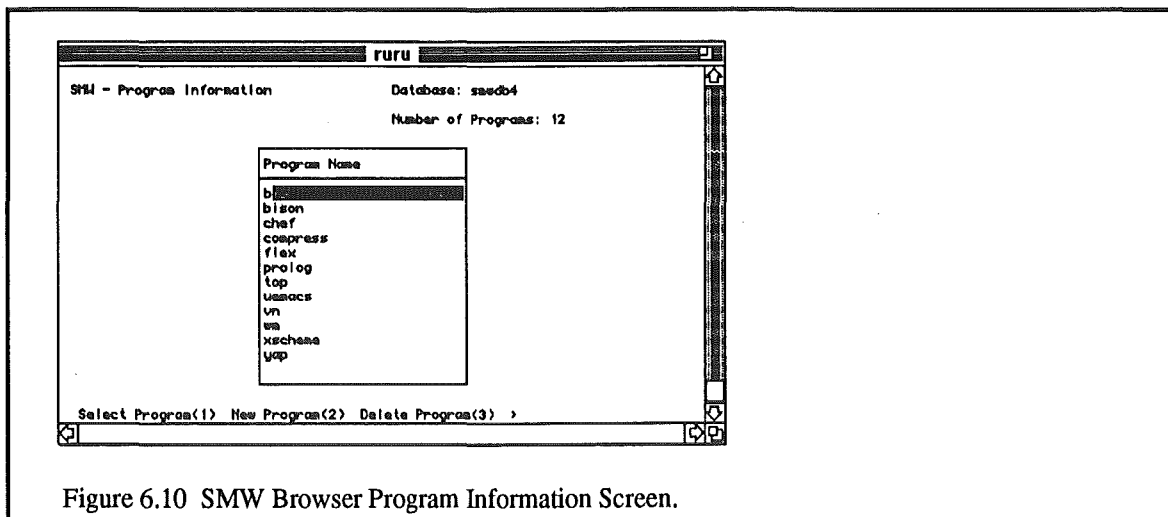 ruru
SMW - Program Information Database: smwdb4
Number of Programs: 12
Program Name
b
bison
chef
compress
flex
prolog
top
uemacs
vn
wm
xscheme
yap
Select Program(1) New Program(2) Delete Program(3) >
Figure 6.10 SMW Browser Program Information Screen.